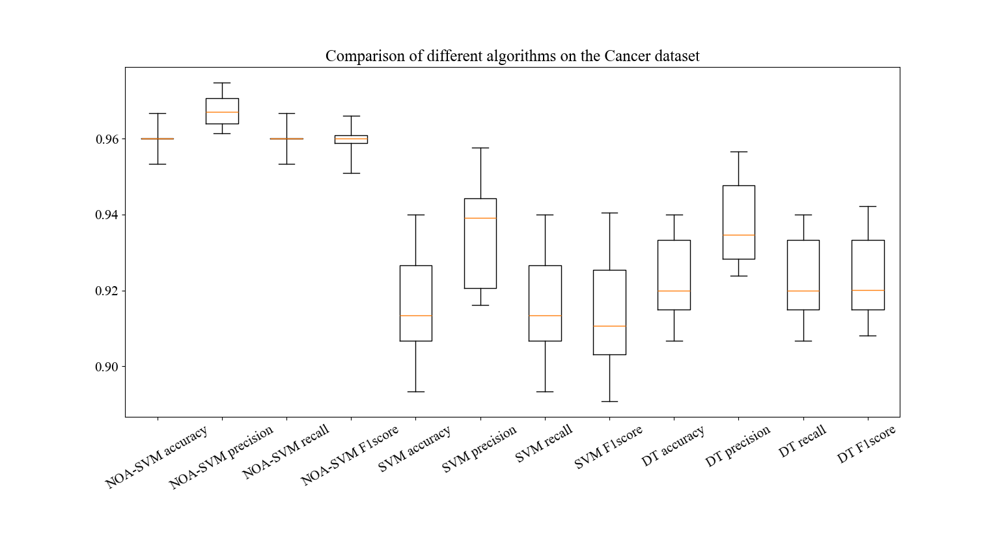 Comparison of different algorithms on the Cancer dataset
0.96
0.94
0.92
0.90
NOA-SVM accuracy
NOA-SVM precision
NOA-SVM recall
NOA-SVM F1score
SVM accuracy
SVM precision
SVM recall
SVM F1score
DT accuracy
DT precision
DT recall
DT F1score